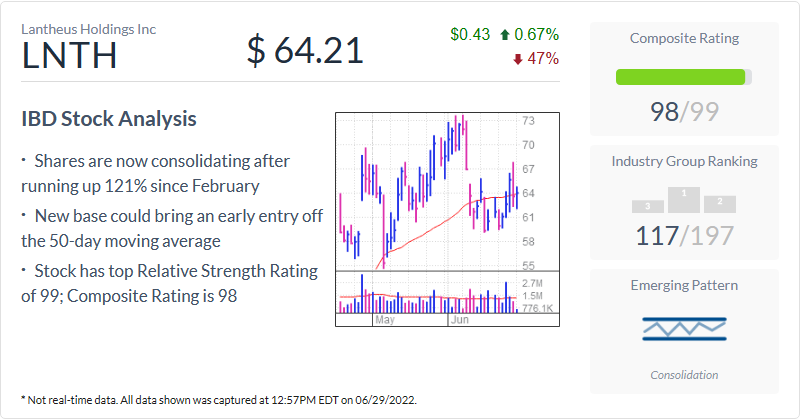 Lantheus Holdings Inc
LNTH
$ 64.21
$0.43 0.67%
47%
IBD Stock Analysis
· Shares are now consolidating after
running up 121% since February
· New base could bring an early entry off
the 50-day moving average
· Stock has top Relative Strength Rating
of 99; Composite Rating is 98
73
70
67
64
61
58
55
2.7M
1.5M
776.1K
May Jun
Composite Rating
98/99
Industry Group Ranking
3 1 2
117/197
Emerging Pattern
Consolidation
* Not real-time data. All data shown was captured at 12:57PM EDT on 06/29/2022.